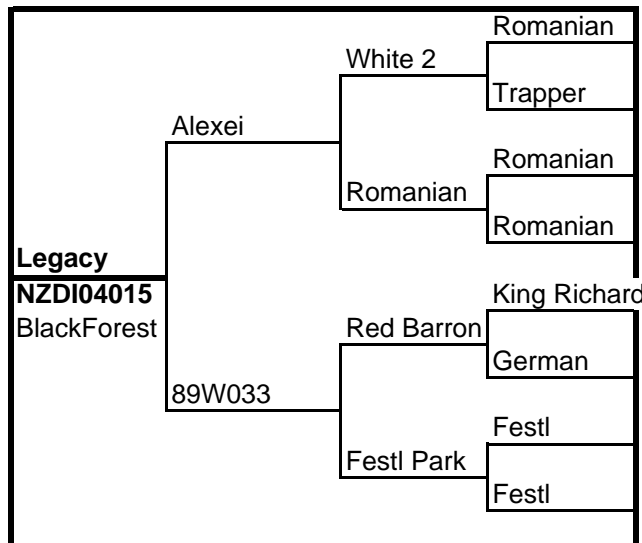 Romanian
White 2
Trapper
Alexei
Romanian
Romanian
Romanian
Legacy
NZDI04015
BlackForest
King Richard
Red Barron
German
89W033
Festl
Festl Park
Festl